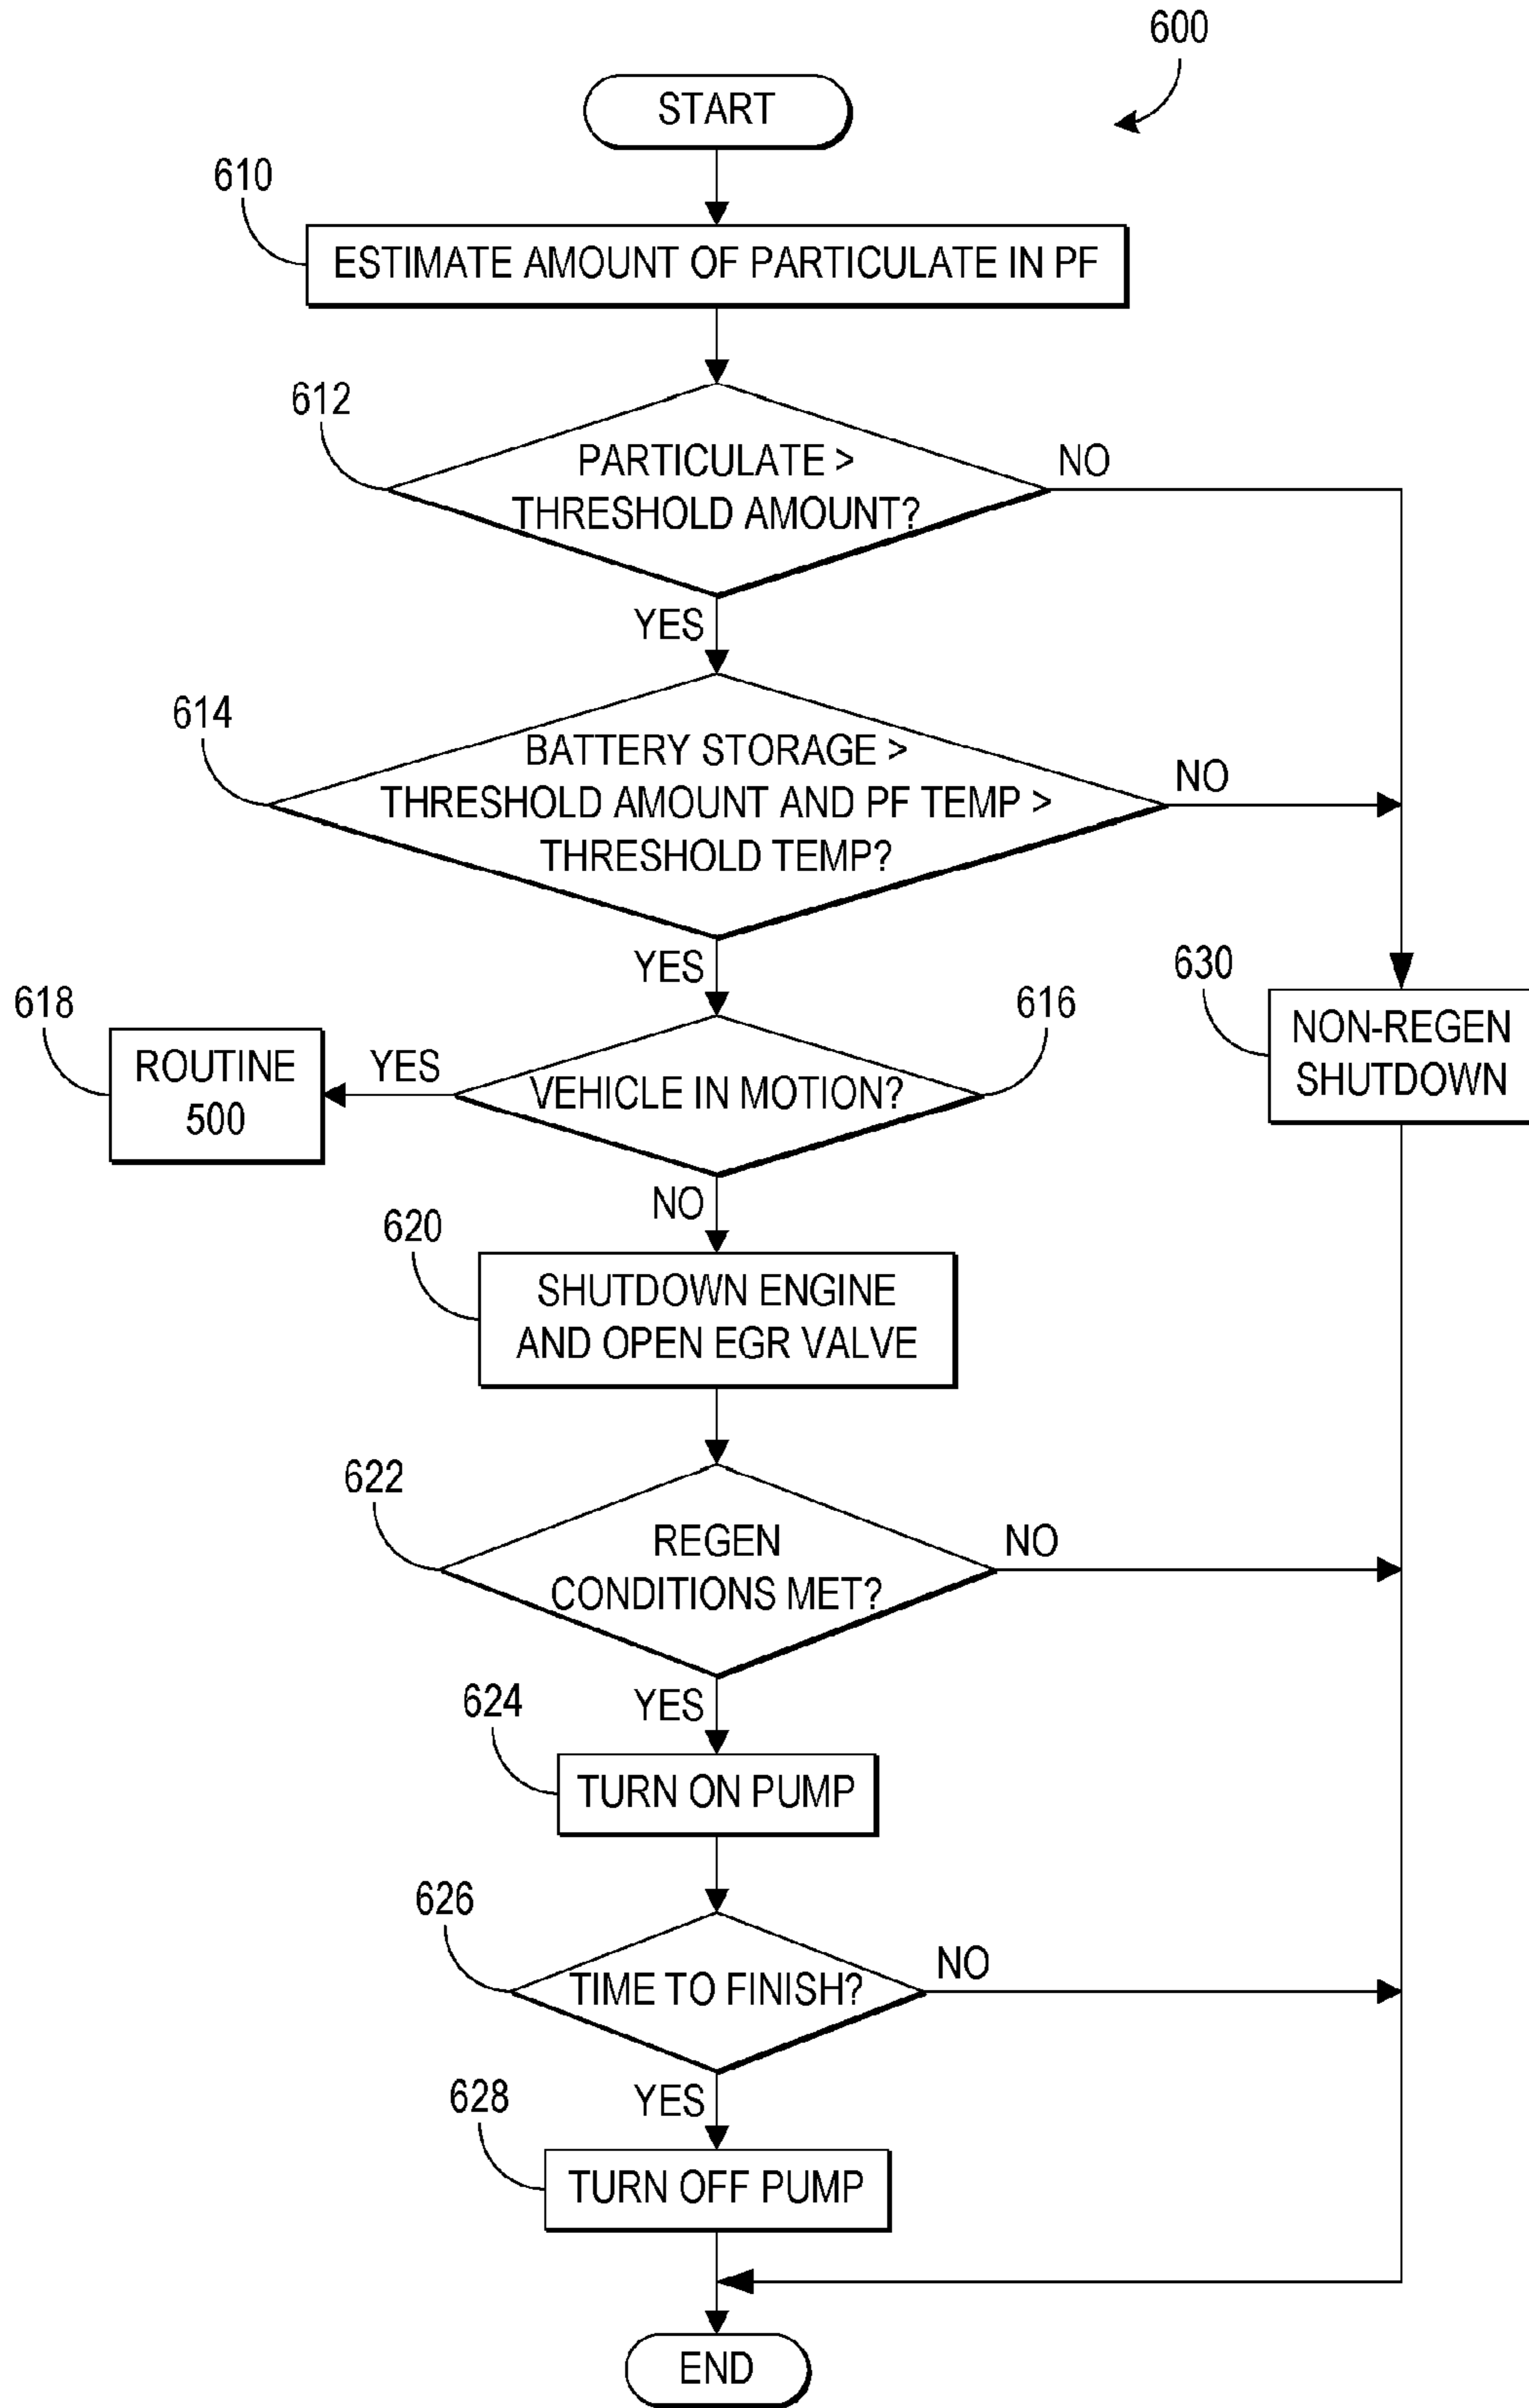 600
START
610
ESTIMATE AMOUNT OF PARTICULATE IN PF
612
PARTICULATE >
THRESHOLD AMOUNT?
NO
YES
614
BATTERY STORAGE >
THRESHOLD AMOUNT AND PF TEMP >
THRESHOLD TEMP?
NO
YES
630
NON-REGEN
SHUTDOWN
618
ROUTINE
500
YES
616
VEHICLE IN MOTION?
NO
620
SHUTDOWN ENGINE
AND OPEN EGR VALVE
622
REGEN
CONDITIONS MET?
NO
YES
624
TURN ON PUMP
626
TIME TO FINISH?
NO
YES
628
TURN OFF PUMP
END